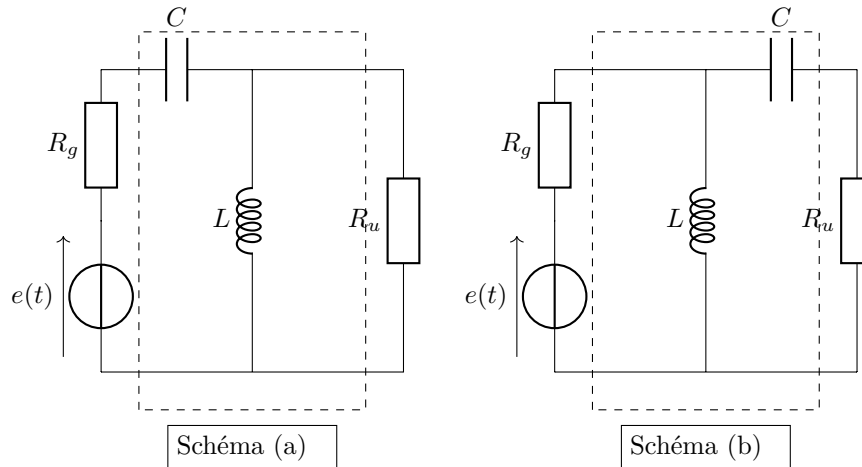 C
R_g
L
R_u
e(t)
Schéma (a)
C
R_g
L
R_u
e(t)
Schéma (b)